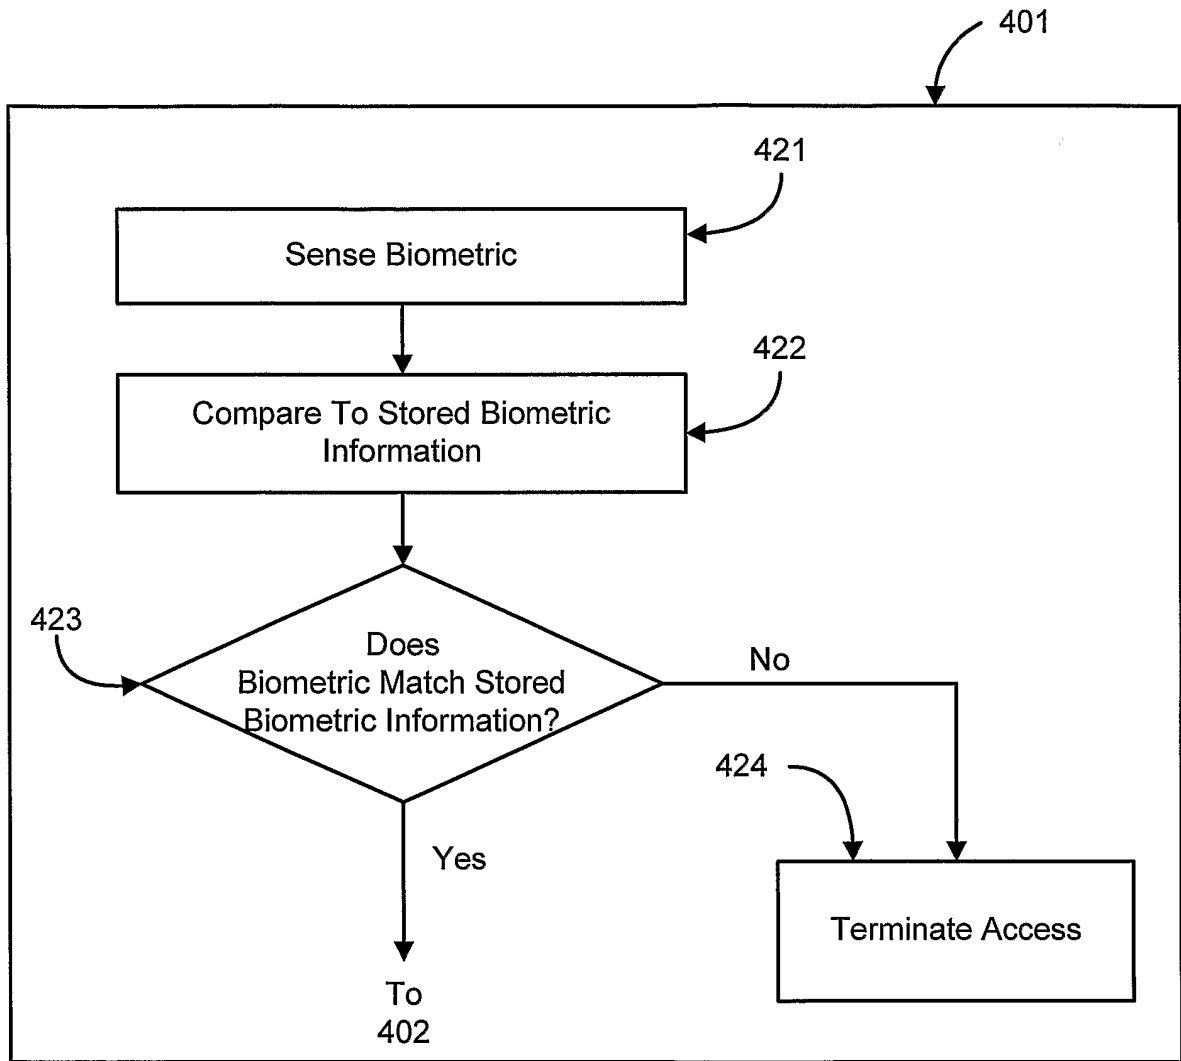 401
421
Sense Biometric
422
Compare To Stored Biometric
Information
423
Does
Biometric Match Stored
Biometric Information?
No
424
Yes
Terminate Access
To
402